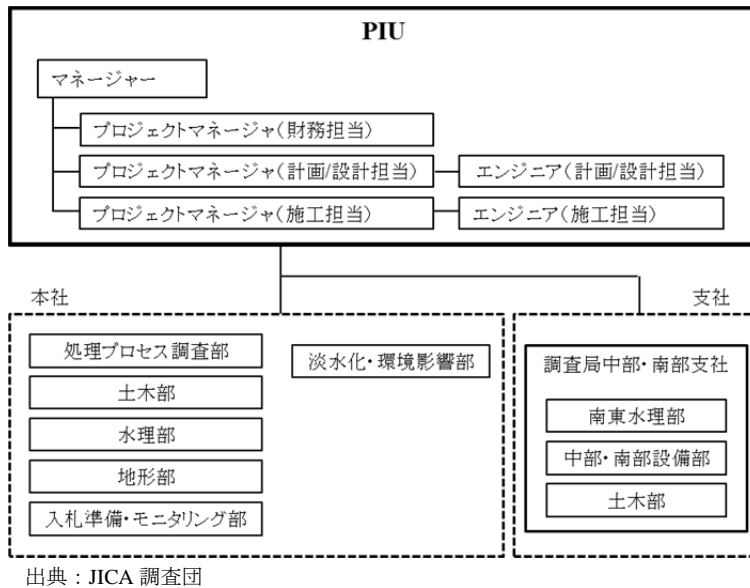 PIU
マネージャー
プロジェクトマネージャ(財務担当)
プロジェクトマネージャ(計画/設計担当)
エンジニア(計画/設計担当)
プロジェクトマネージャ(施工担当)
エンジニア(施工担当)
本社
処理プロセス調査部
土木部
水理部
地形部
入札準備・モニタリング部
淡水化・環境影響部
支社
調査局中部・南部支社
南東水理部
中部・南部設備部
土木部
出典：JICA 調査団